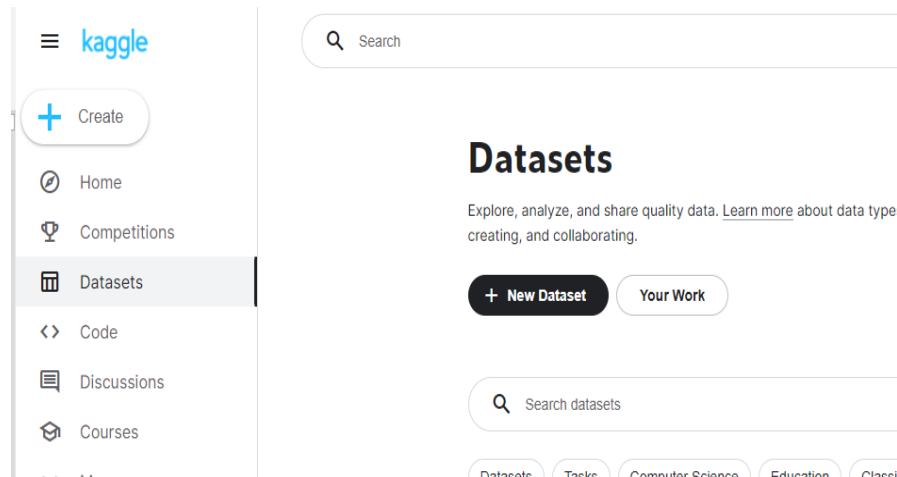 kaggle
Search
Create
Home
Competitions
Datasets
Code
Discussions
Courses
Datasets
Explore, analyze, and share quality data. Learn more about data types
creating, and collaborating.
+ New Dataset
Your Work
Search datasets
Datasets
Tasks
Computer Science
Education